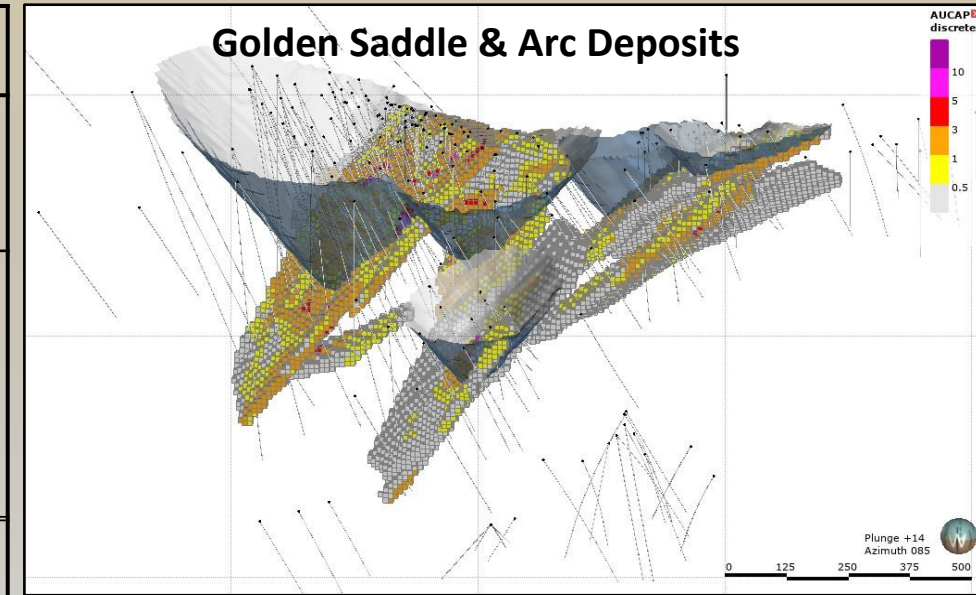 Golden Saddle & Arc Deposits
AUCAP
discrete
10
5
3
1
0.5
Plunge +14
Azimuth 085
0 125 250 375 500